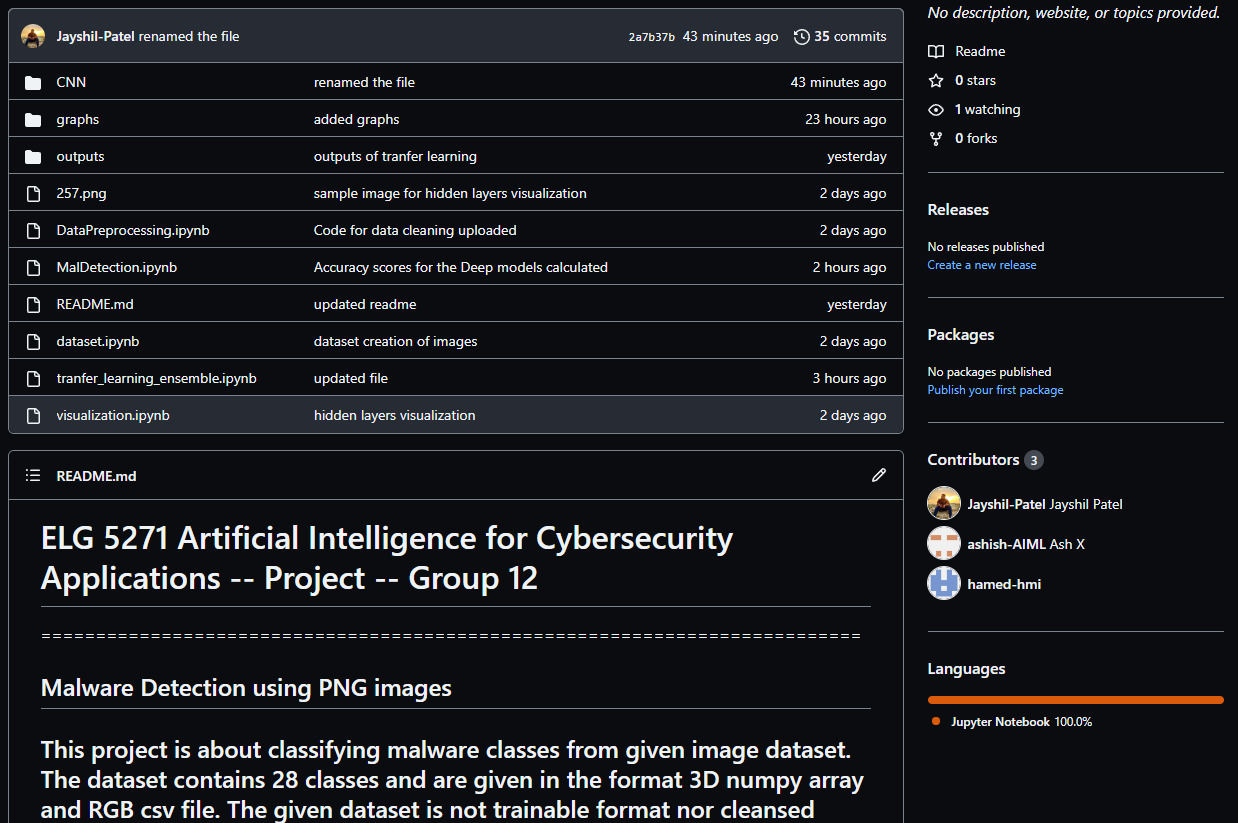 Jayshil-Patel renamed the file 2a7b37b 43 minutes ago 35 commits
CNN renamed the file 43 minutes ago
graphs added graphs 23 hours ago
outputs outputs of tranfer learning yesterday
257.png sample image for hidden layers visualization 2 days ago
DataPreprocessing.ipynb Code for data cleaning uploaded 2 days ago
MalDetection.ipynb Accuracy scores for the Deep models calculated 2 hours ago
README.md updated readme yesterday
dataset.ipynb dataset creation of images 2 days ago
tranfer_learning_ensemble.ipynb updated file 3 hours ago
visualization.ipynb hidden layers visualization 2 days ago
README.md
ELG 5271 Artificial Intelligence for Cybersecurity
Applications -- Project -- Group 12
===========================================================================
Malware Detection using PNG images
This project is about classifying malware classes from given image dataset.
The dataset contains 28 classes and are given in the format 3D numpy array
and RGB csv file. The given dataset is not trainable format nor cleansed
No description, website, or topics provided.
Readme
0 stars
1 watching
0 forks
Releases
No releases published
Create a new release
Packages
No packages published
Publish your first package
Contributors 3
Jayshil-Patel Jayshil Patel
ashish-AIML Ash X
hamed-hmi
Languages
Jupyter Notebook 100.0%